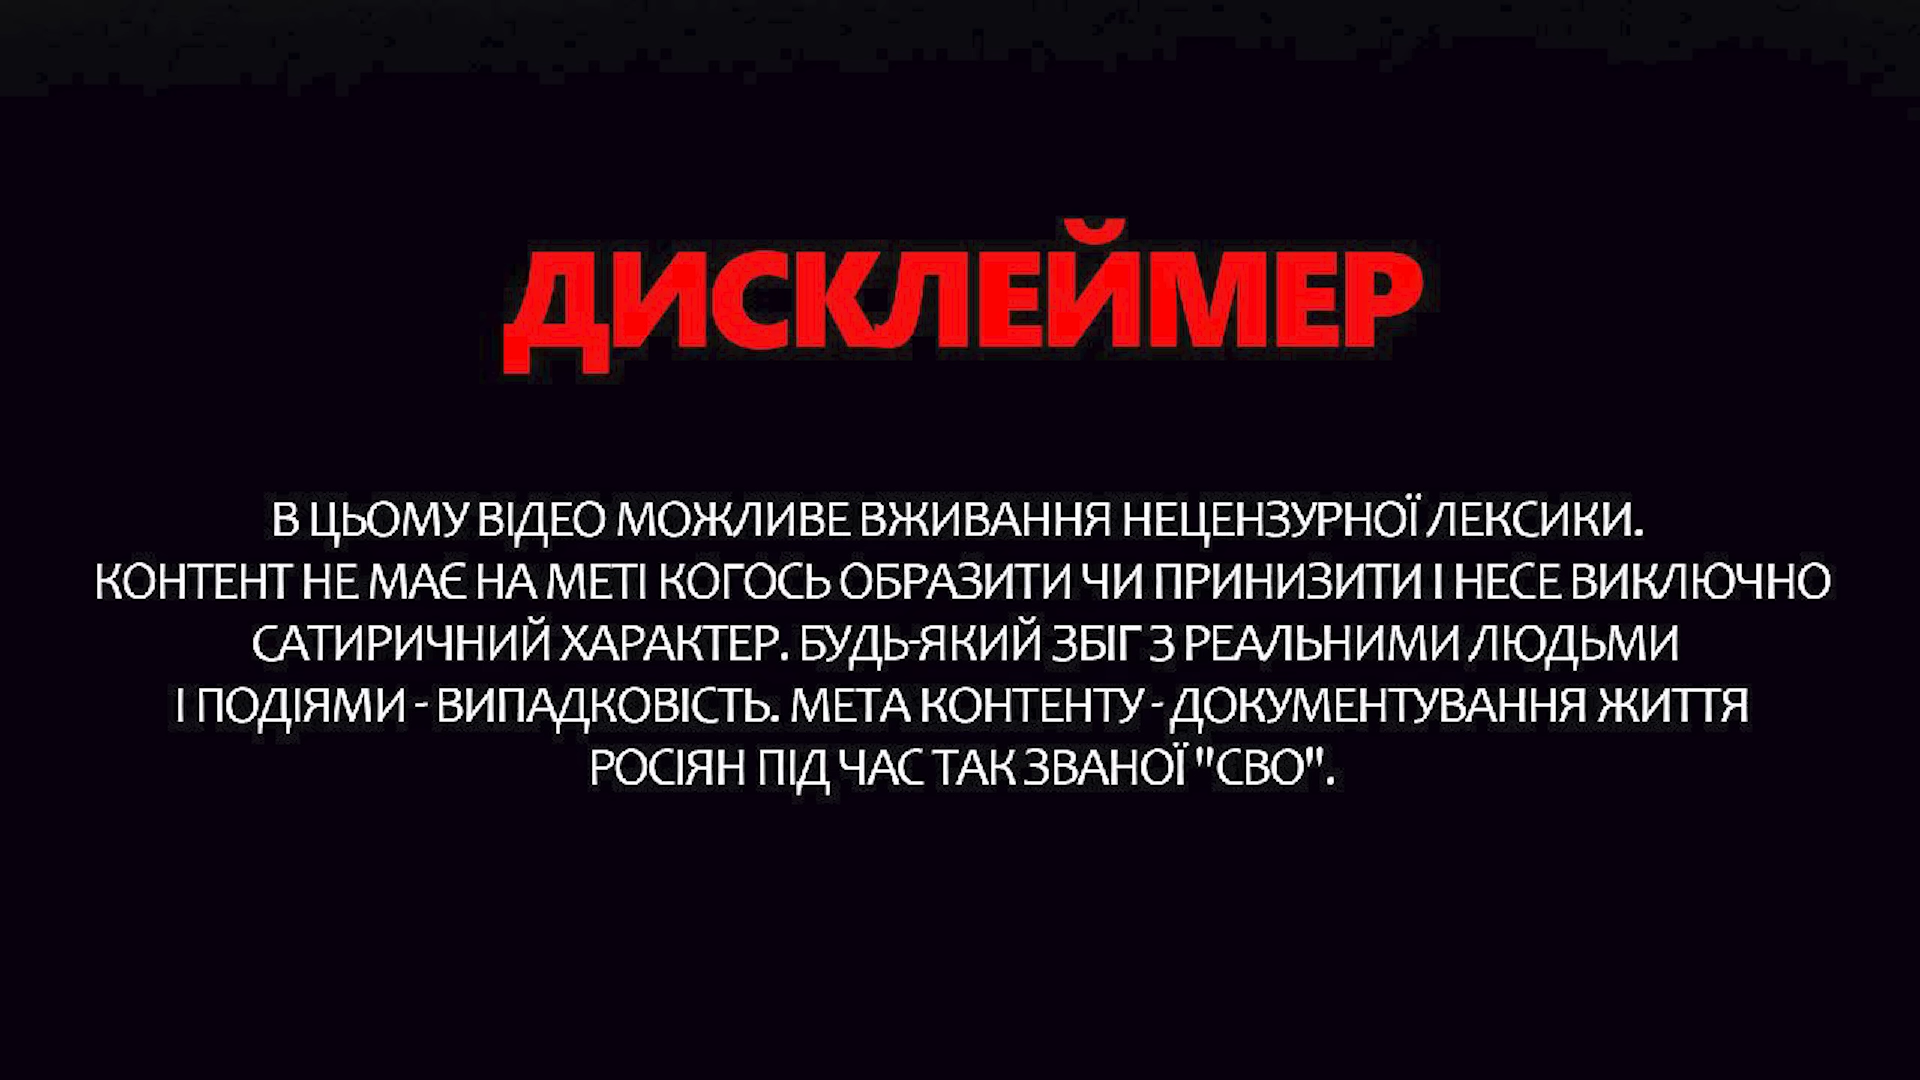 ДИСКЛЕЙМЕР
В ЦЬОМУ ВІДЕО МОЖЛИВЕ ВЖИВАННЯ НЕЦЕНЗУРНОЇ ЛЕКСИКИ.
КОНТЕНТ НЕ МАЄ НА МЕТІ КОГОСЬ ОБРАЗИТИ ЧИ ПРИНИЗИТИ І НЕСЕ ВИКЛЮЧНО
САТИРИЧНИЙ ХАРАКТЕР. БУДЬ-ЯКИЙ ЗБІГ З РЕАЛЬНИМИ ЛЮДЬМИ
І ПОДІЯМИ - ВИПАДКОВІСТЬ. МЕТА КОНТЕНТУ - ДОКУМЕНТУВАННЯ ЖИТТЯ
РОСІЯН ПІД ЧАС ТАК ЗВАНОЇ "СВО".